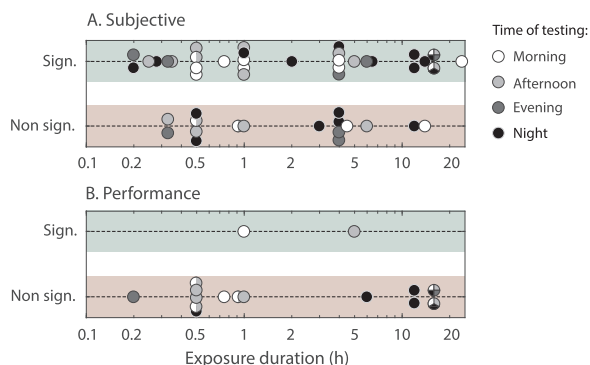 A. Subjective
Time of testing:
Sign.
Morning
Afternoon
Evening
Night
Non sign.
0.1 0.2 0.5 1 2 5 10 20
B. Performance
Sign.
Non sign.
0.1 0.2 0.5 1 2 5 10 20
Exposure duration (h)